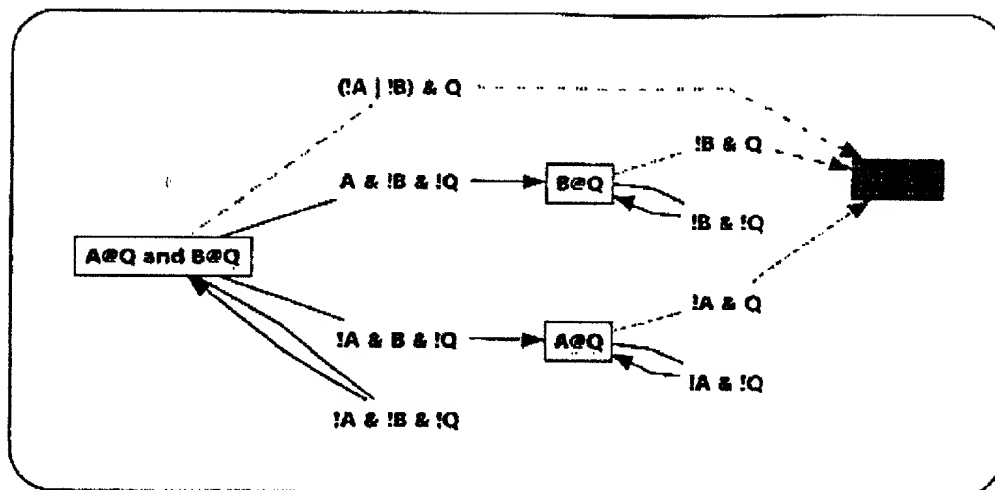 (!A | !B) & Q
!B & Q
A & !B & !Q
B@Q
!B & !Q
A@Q and B@Q
!A & Q
!A & B & !Q
A@Q
!A & !Q
!A & !B & !Q